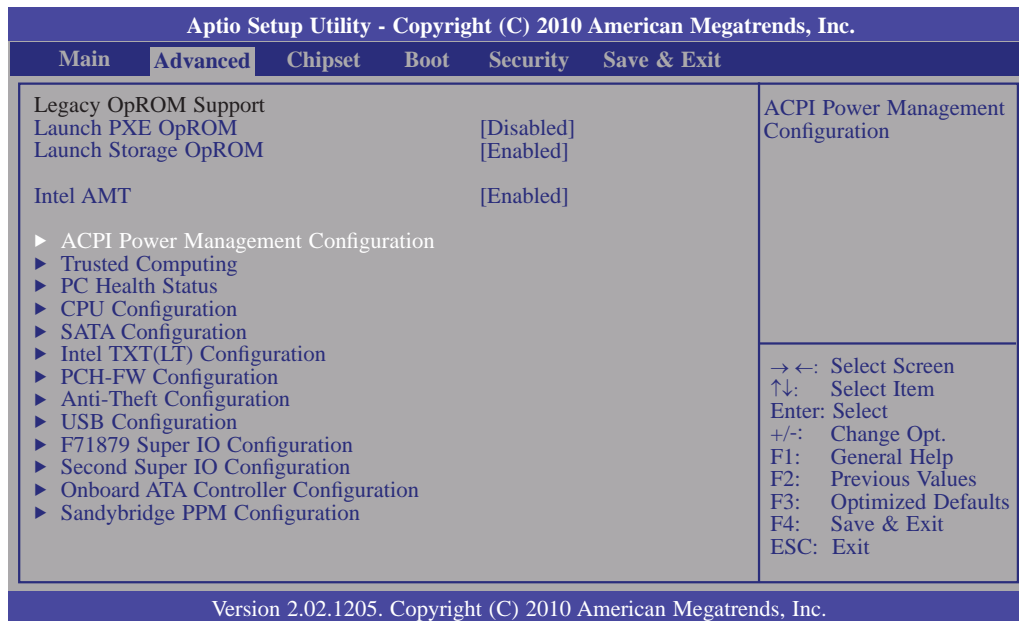 Aptio Setup Utility - Copyright (C) 2010 American Megatrends, Inc.
Main Advanced Chipset Boot Security Save & Exit
Legacy OpROM Support
Launch PXE OpROM [Disabled]
Launch Storage OpROM [Enabled]
Intel AMT [Enabled]
► ACPI Power Management Configuration
► Trusted Computing
► PC Health Status
► CPU Configuration
► SATA Configuration
► Intel TXT(LT) Configuration
► PCH-FW Configuration
► Anti-Theft Configuration
► USB Configuration
► F71879 Super IO Configuration
► Second Super IO Configuration
► Onboard ATA Controller Configuration
► Sandybridge PPM Configuration
ACPI Power Management
Configuration
→←: Select Screen
↑↓: Select Item
Enter: Select
+/-: Change Opt.
F1: General Help
F2: Previous Values
F3: Optimized Defaults
F4: Save & Exit
ESC: Exit
Version 2.02.1205. Copyright (C) 2010 American Megatrends, Inc.